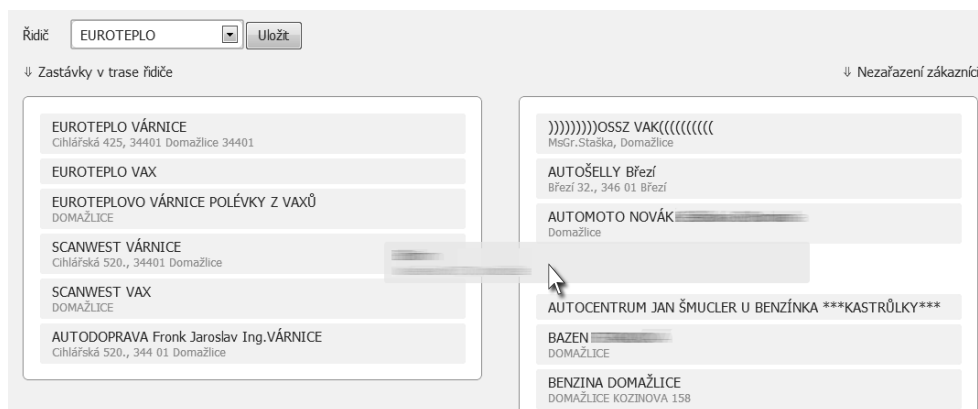 Řidič EUROTEPLO Uložit
⇓ Zastávky v trase řidiče
EUROTEPLO VÁRNICE
Cihlářská 425, 34401 Domažlice 34401
EUROTEPLO VAX
EUROTEPLOVO VÁRNICE POLÉVKY Z VAXŮ
DOMAŽLICE
SCANWEST VÁRNICE
Cihlářská 520., 34401 Domažlice
SCANWEST VAX
DOMAŽLICE
AUTODOPRAVA Fronk Jaroslav Ing.VÁRNICE
Cihlářská 520., 344 01 Domažlice
⇓ Nezařazení zákazníci
)))))))))OSSZ VAK((((((((((
MsGr.Staška, Domažlice
AUTOŠELLY Březí
Březí 32., 346 01 Březí
AUTOMOTO NOVÁK
Domažlice
AUTOCENTRUM JAN ŠMUCLER U BENZÍNKA ***KASTRŮLKY***
BAZEN
DOMAŽLICE
BENZINA DOMAŽLICE
DOMAŽLICE KOZINOVA 158